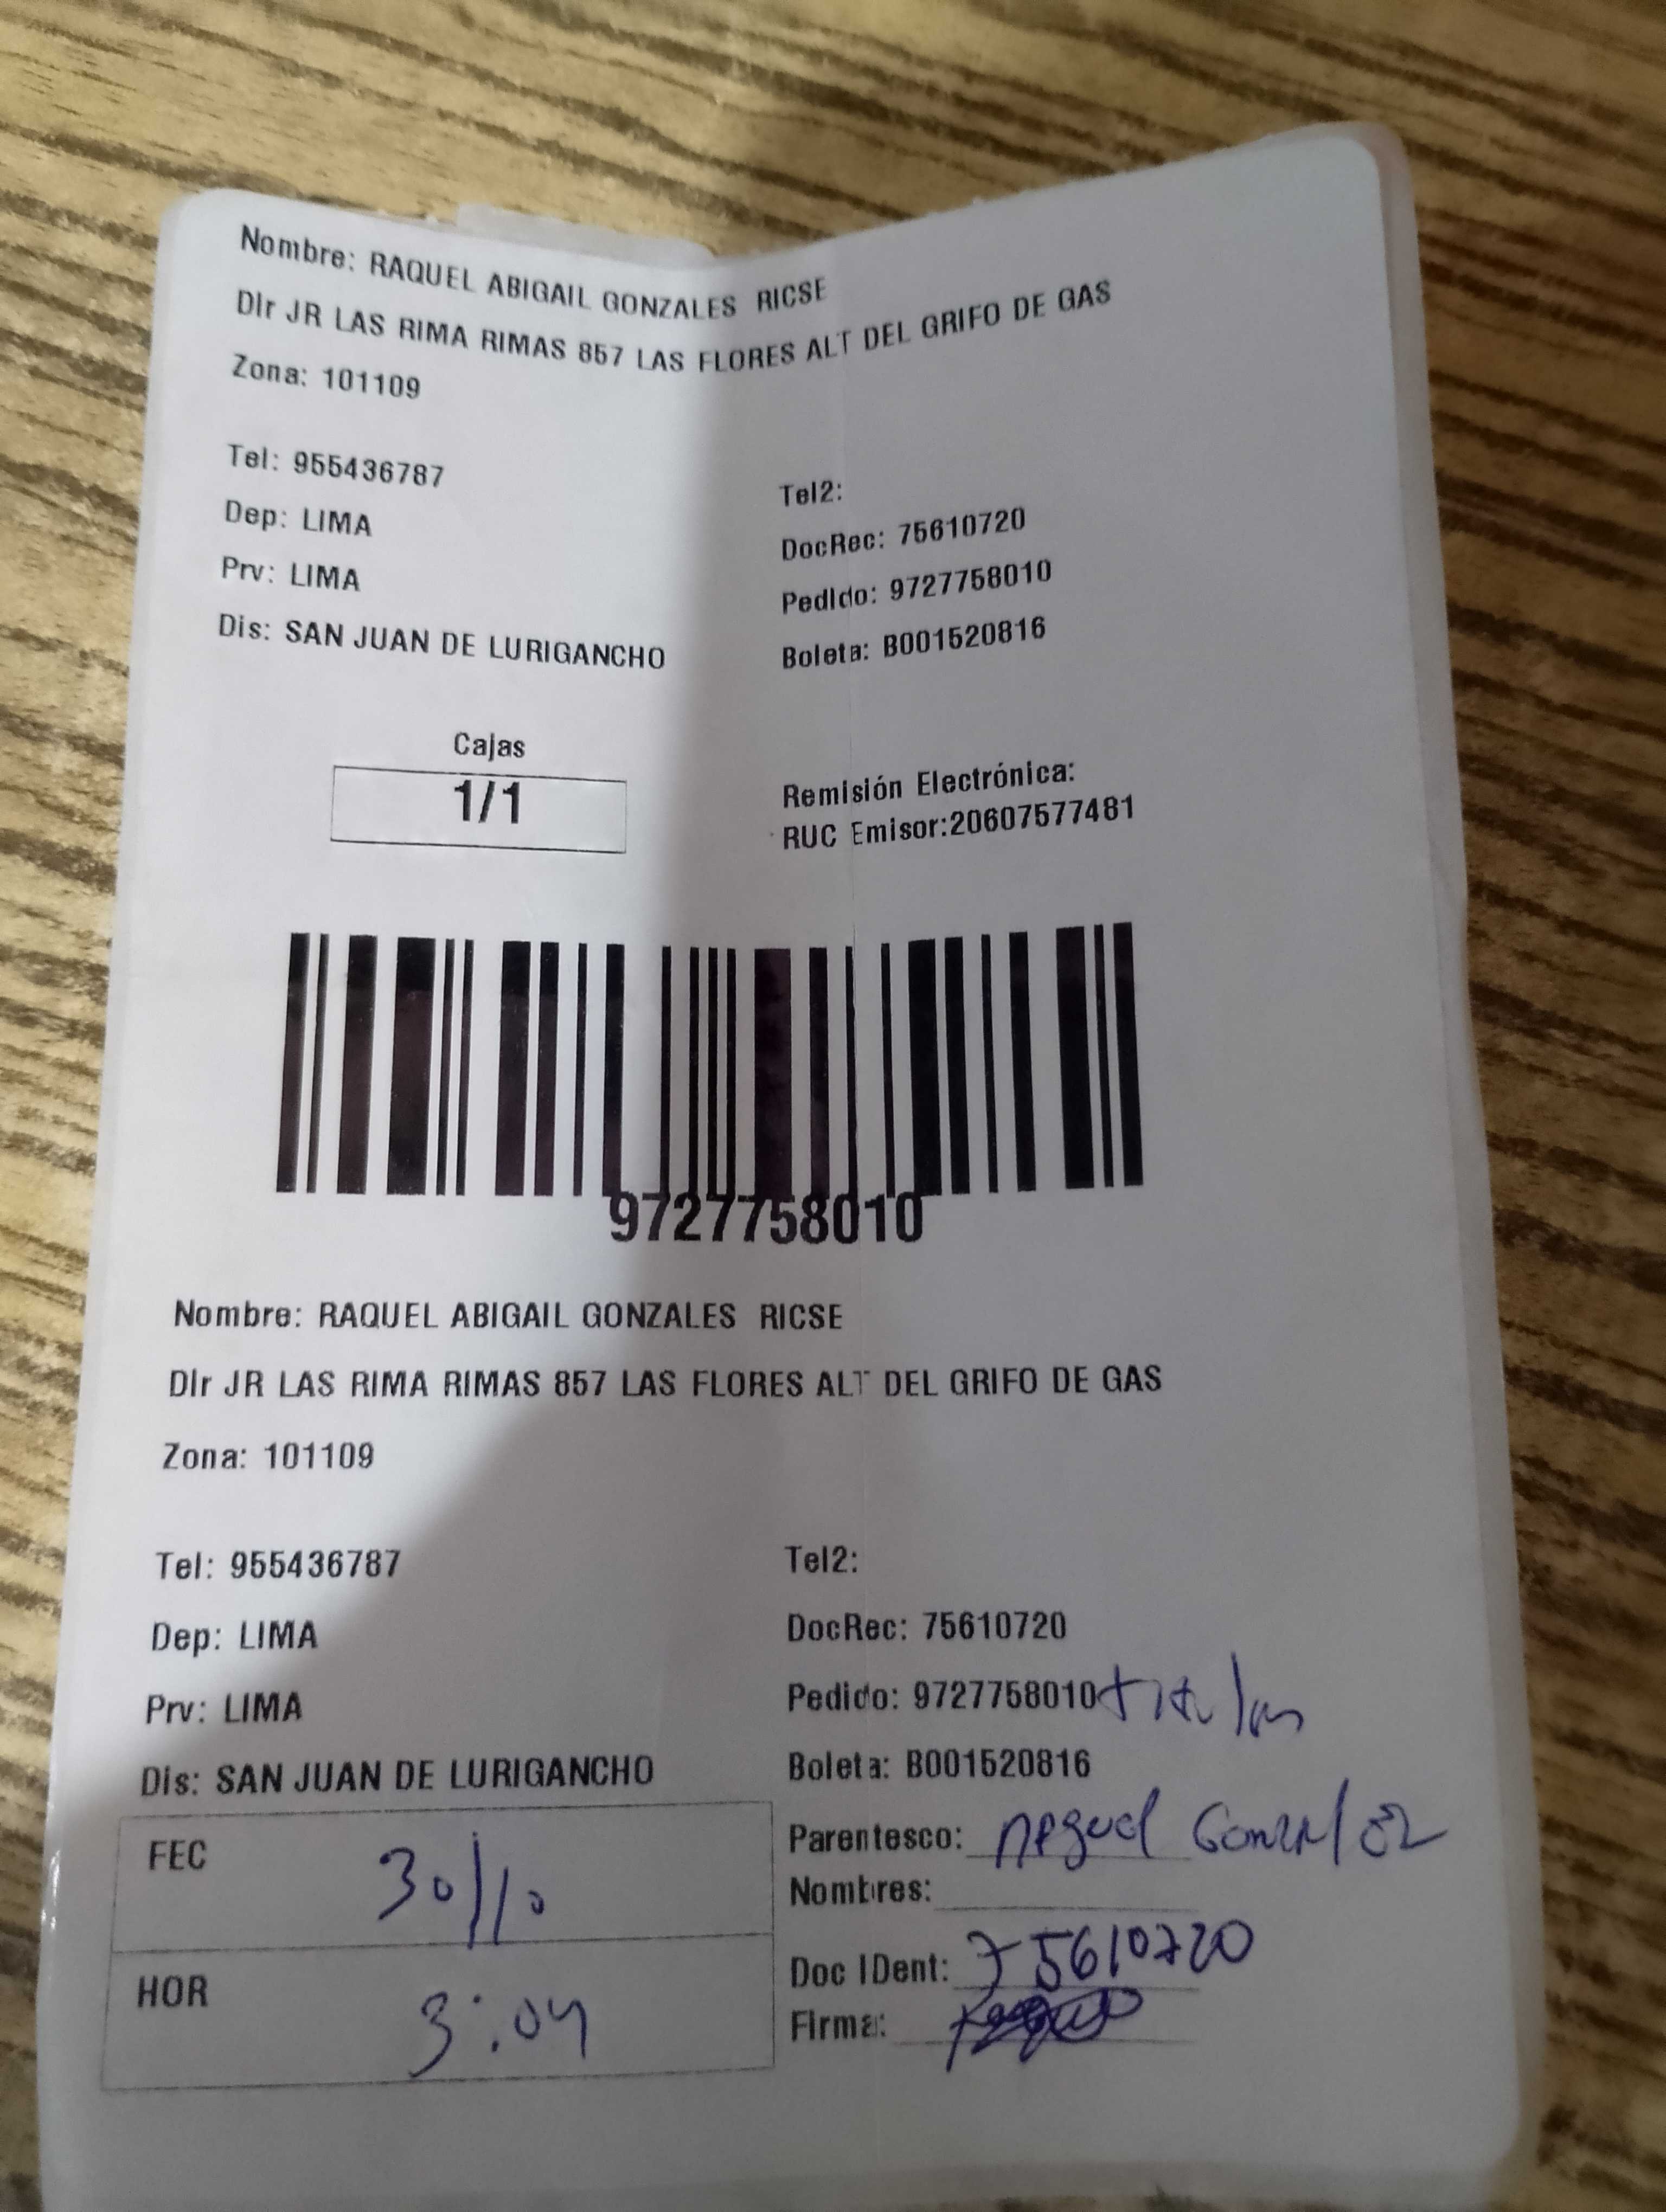 Nombre: RAQUEL ABIGAIL GONZALES RICSE
Dir JR LAS RIMA RIMAS 857 LAS FLORES ALT DEL GRIFO DE GAS
Zona: 101109
Tel: 955436787
Tel2:
Dep: LIMA
DocRec: 75610720
Prv: LIMA
Pedido: 9727758010
Dis: SAN JUAN DE LURIGANCHO
Boleta: B001520816
Cajas
1/1
Remisión Electrónica:
RUC Emisor:20607577481
9727758010
Nombre: RAQUEL ABIGAIL GONZALES RICSE
Dir JR LAS RIMA RIMAS 857 LAS FLORES ALT DEL GRIFO DE GAS
Zona: 101109
Tel: 955436787
Tel2:
Dep: LIMA
DocRec: 75610720
Prv: LIMA
Pedido: 9727758010 titular
Dis: SAN JUAN DE LURIGANCHO
Boleta: B001520816
FEC 30/10
Parentesco: Gonzalez
Nombres:
HOR 3:04
Doc IDent: 75610720
Firma: